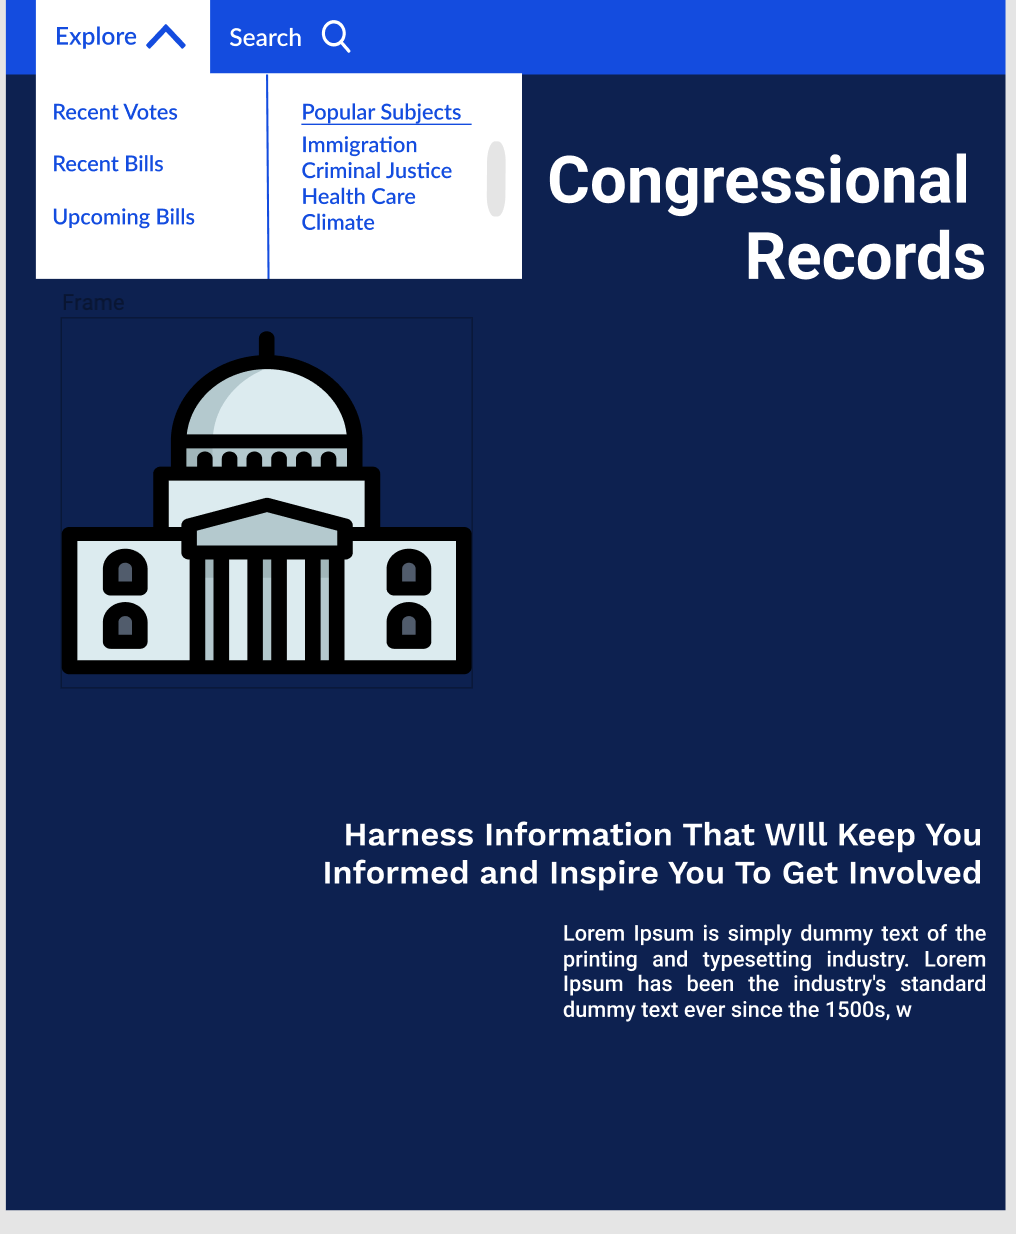 Explore
Search
Recent Votes
Recent Bills
Upcoming Bills
Popular Subjects
Immigration
Criminal Justice
Health Care
Climate
Congressional
Records
Frame
Harness Information That WIll Keep You
Informed and Inspire You To Get Involved
Lorem Ipsum is simply dummy text of the
printing and typesetting industry. Lorem
Ipsum has been the industry's standard
dummy text ever since the 1500s, w